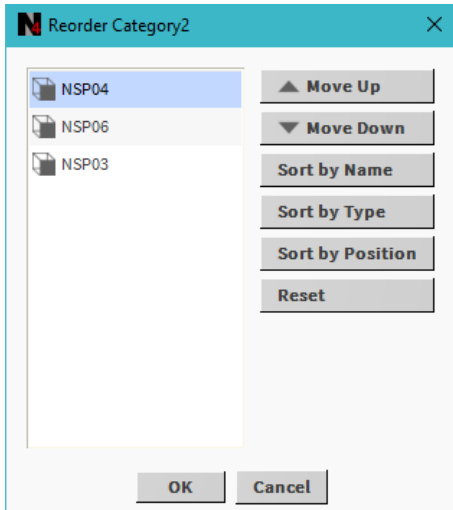 N4 Reorder Category2
NSP04
NSP06
NSP03
Move Up
Move Down
Sort by Name
Sort by Type
Sort by Position
Reset
OK
Cancel